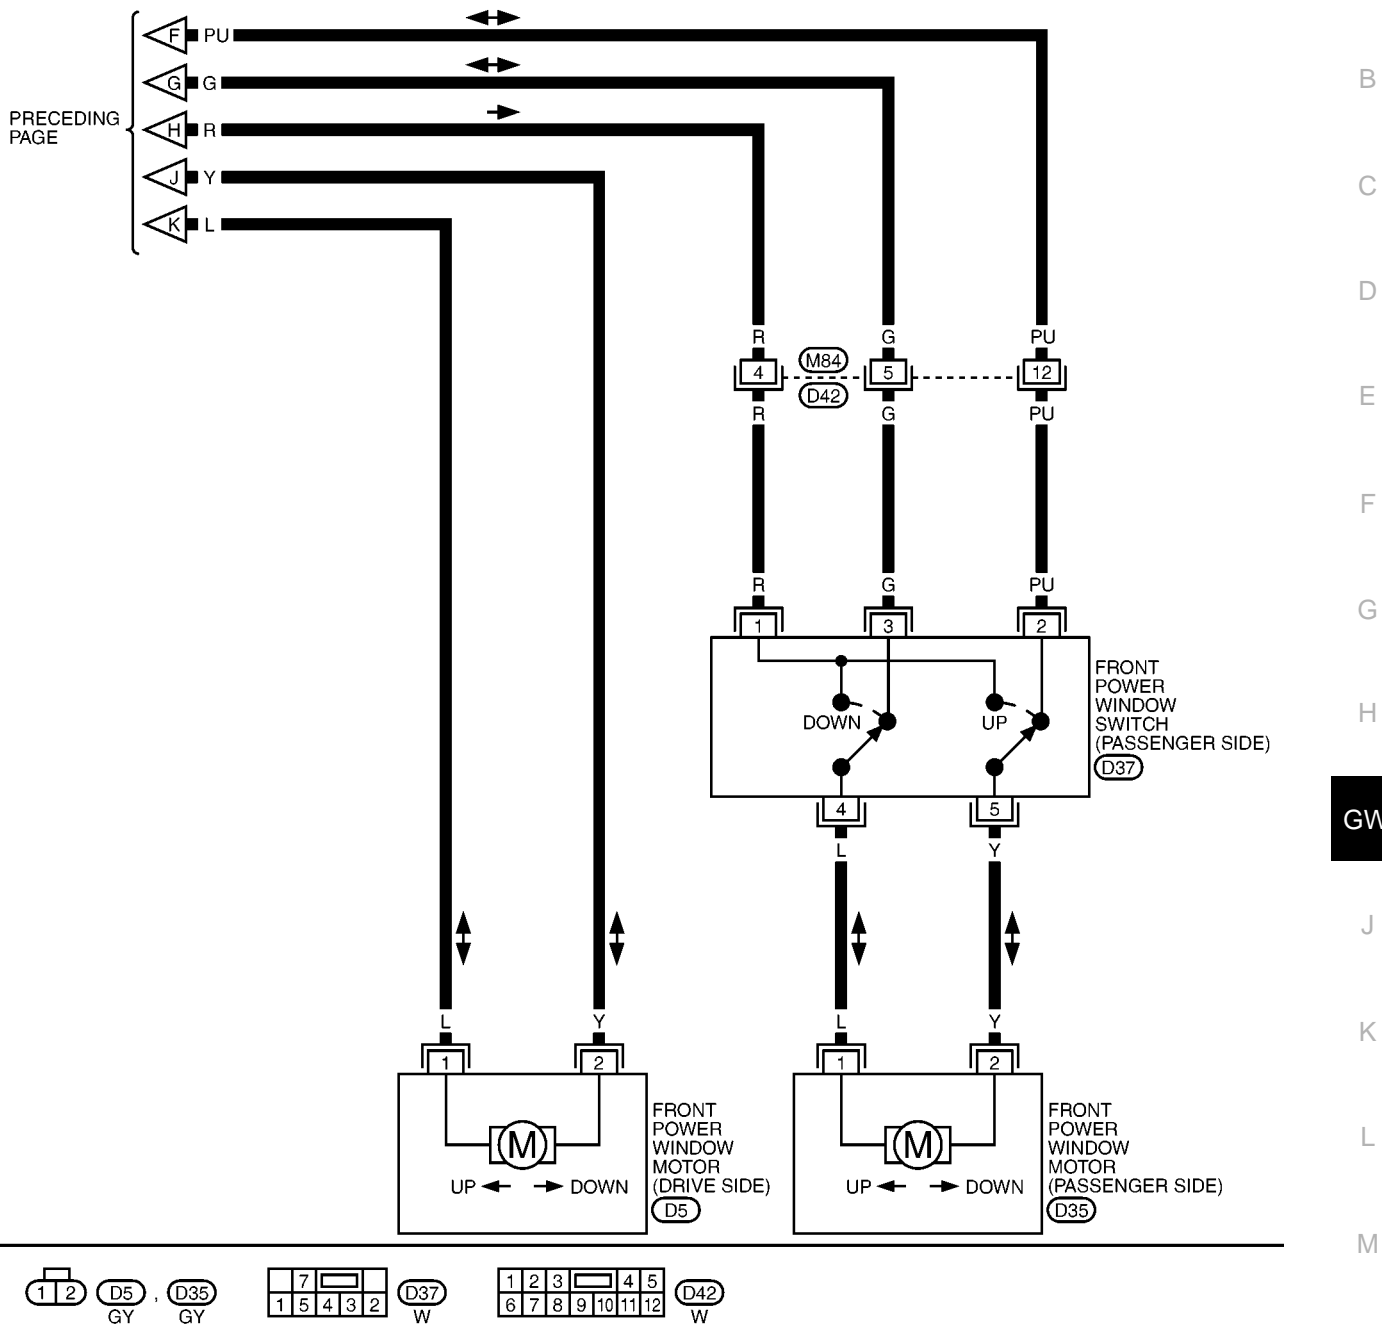 PRECEDING
PAGE
F PU
G G
H R
J Y
K L
B
C
D
E
F
G
H
GW
J
K
L
M
R G PU
4 M84 5 12
D42
R G PU
R G PU
1 3 2
DOWN UP
FRONT
POWER
WINDOW
SWITCH
(PASSENGER SIDE)
D37
4 5
L Y
L Y L Y
1 2 1 2
M M
UP DOWN
FRONT
POWER
WINDOW
MOTOR
(DRIVE SIDE)
D5
UP DOWN
FRONT
POWER
WINDOW
MOTOR
(PASSENGER SIDE)
D35
1 2 D5 , D35
GY GY
7
1 5 4 3 2 D37
W
1 2 3 4 5
6 7 8 9 10 11 12 D42
W